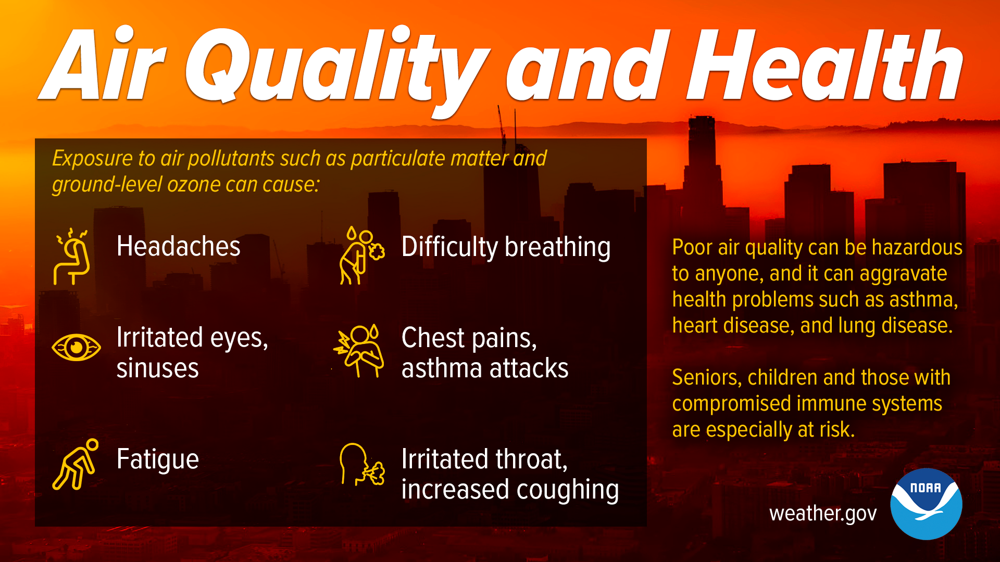 Air Quality and Health
Exposure to air pollutants such as particulate matter and
ground-level ozone can cause:
Headaches
Difficulty breathing
Irritated eyes,
sinuses
Chest pains,
asthma attacks
Fatigue
Irritated throat,
increased coughing
Poor air quality can be hazardous
to anyone, and it can aggravate
health problems such as asthma,
heart disease, and lung disease.
Seniors, children and those with
compromised immune systems
are especially at risk.
weather.gov
NOAA